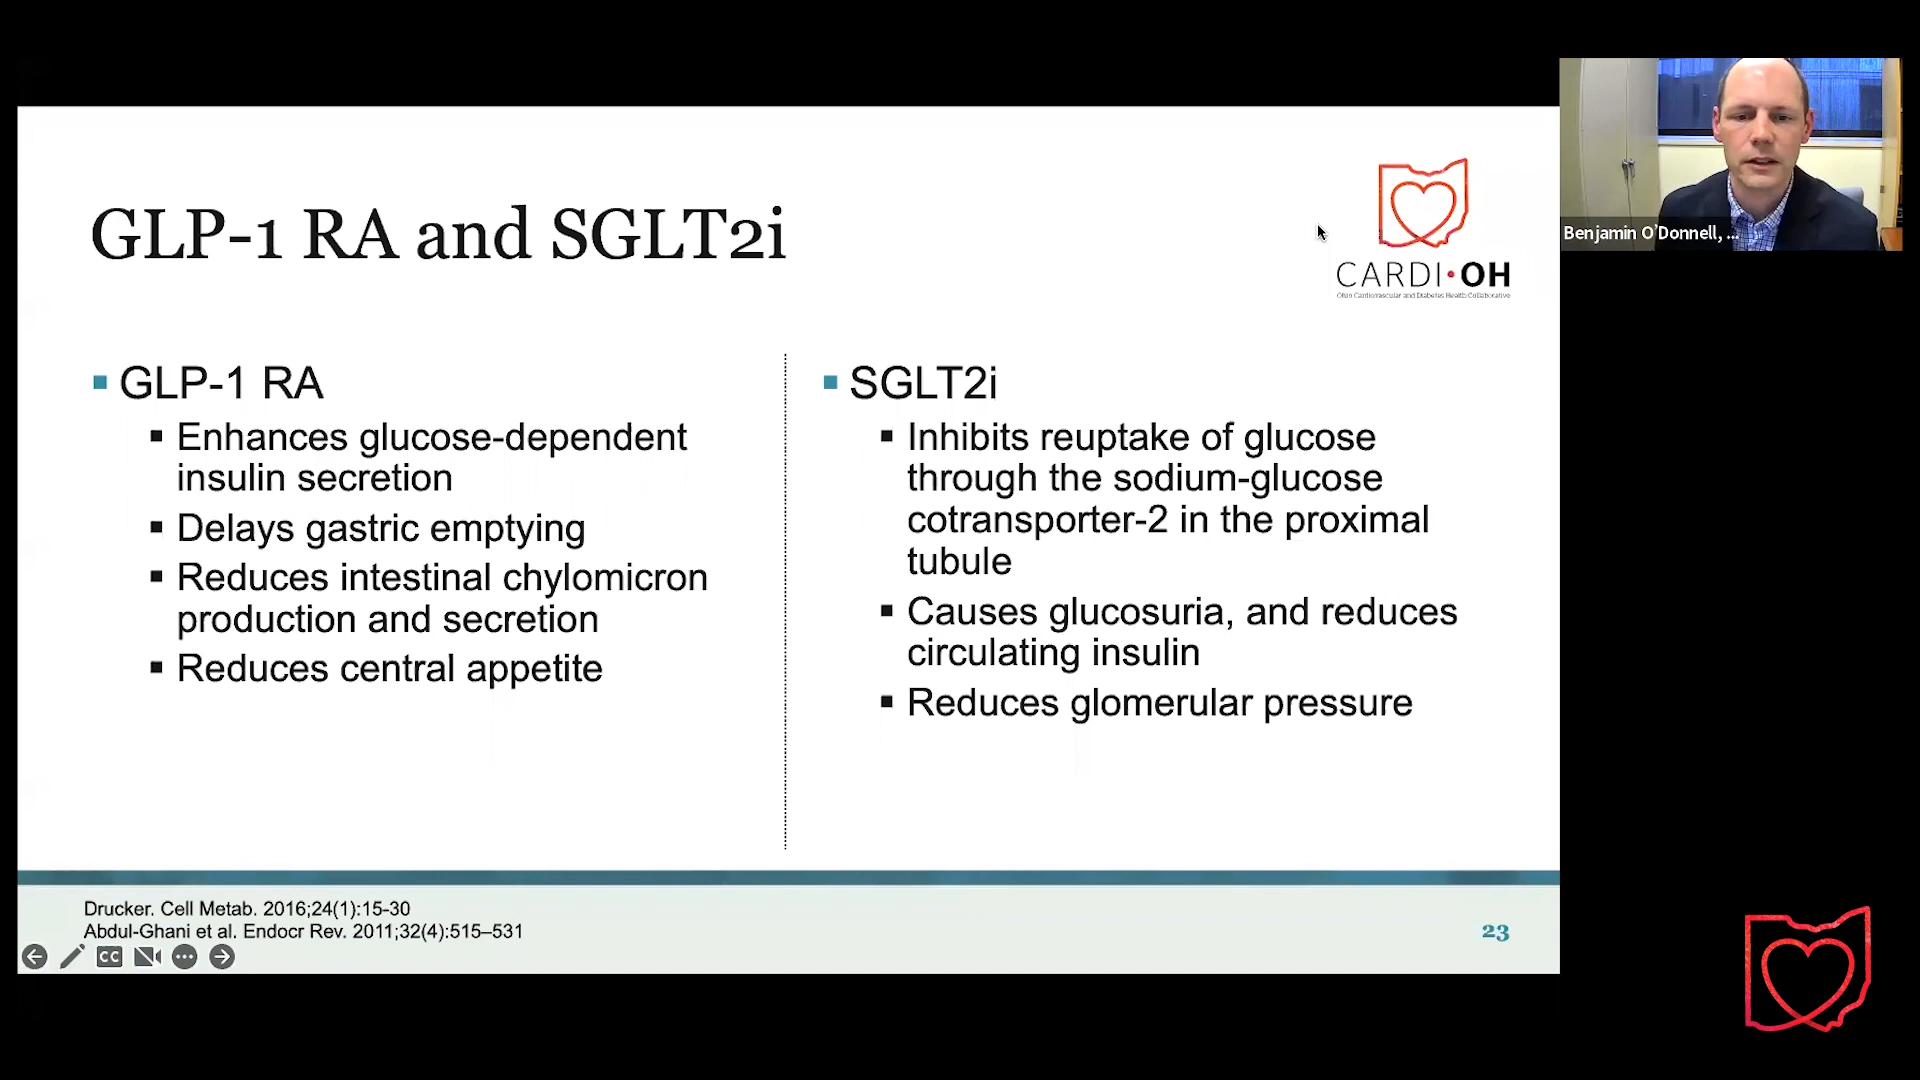 GLP-1 RA and SGLT2i
CARDI•OH
Ohio Cardiovascular and Diabetes Health Collaborative
Benjamin O'Donnell, ...
▪ GLP-1 RA
▪ Enhances glucose-dependent
insulin secretion
▪ Delays gastric emptying
▪ Reduces intestinal chylomicron
production and secretion
▪ Reduces central appetite
▪ SGLT2i
▪ Inhibits reuptake of glucose
through the sodium-glucose
cotransporter-2 in the proximal
tubule
▪ Causes glucosuria, and reduces
circulating insulin
▪ Reduces glomerular pressure
Drucker. Cell Metab. 2016;24(1):15-30
Abdul-Ghani et al. Endocr Rev. 2011;32(4):515–531
23
CC